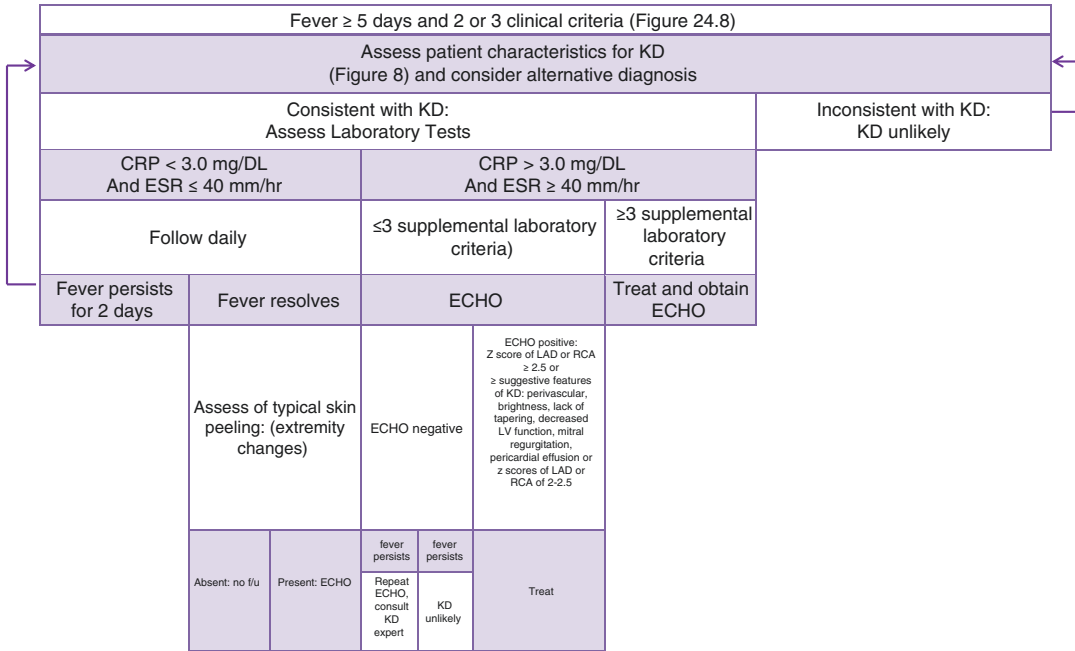 Fever ≥ 5 days and 2 or 3 clinical criteria (Figure 24.8)
Assess patient characteristics for KD
(Figure 8) and consider alternative diagnosis
Consistent with KD:
Assess Laboratory Tests
Inconsistent with KD:
KD unlikely
CRP < 3.0 mg/DL
And ESR ≤ 40 mm/hr
CRP > 3.0 mg/DL
And ESR ≥ 40 mm/hr
Follow daily
≤3 supplemental laboratory
criteria)
≥3 supplemental
laboratory
criteria
Fever persists
for 2 days
Fever resolves
ECHO
Treat and obtain
ECHO
Assess of typical skin
peeling: (extremity
changes)
ECHO negative
ECHO positive:
Z score of LAD or RCA
≥ 2.5 or
≥ suggestive features
of KD: perivascular,
brightness, lack of
tapering, decreased
LV function, mitral
regurgitation,
pericardial effusion or
z scores of LAD or
RCA of 2-2.5
Absent: no f/u
Present: ECHO
fever
persists
fever
persists
Repeat
ECHO,
consult
KD
expert
KD
unlikely
Treat